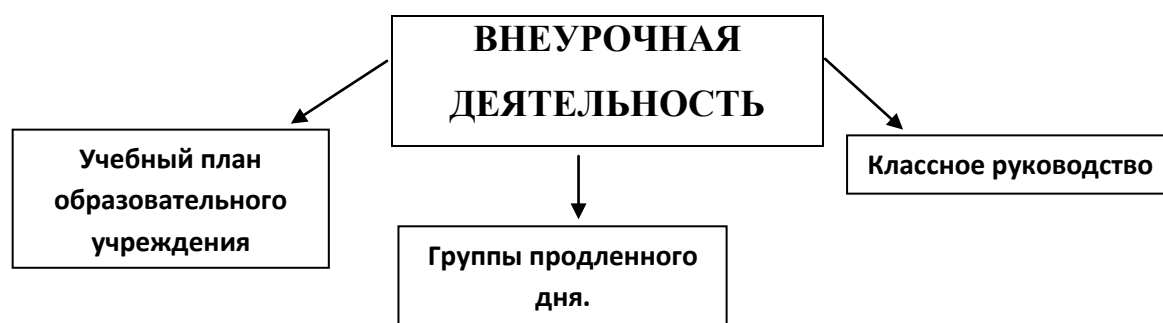 ВНЕУРОЧНАЯ
ДЕЯТЕЛЬНОСТЬ
Учебный план
образовательного
учреждения
Группы продленного
дня.
Классное руководство